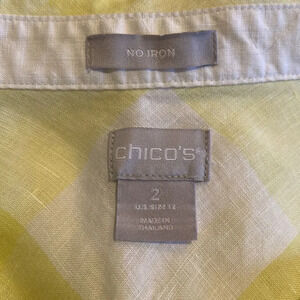 NO IRON
chico's®
2
U.S. SIZE 12
MADE IN
THAILAND